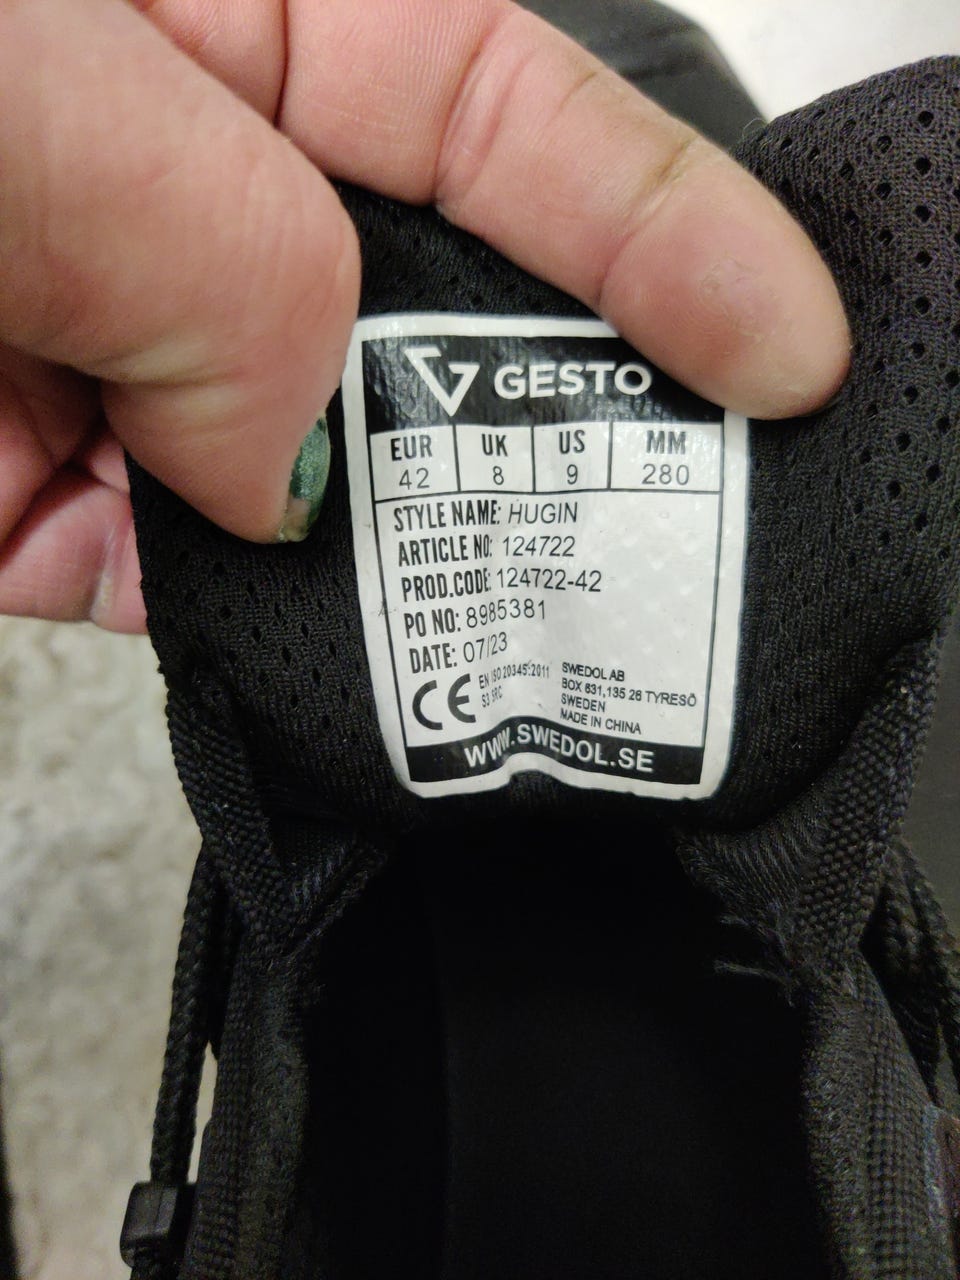 GESTO
EUR UK US MM
42 8 9 280
STYLE NAME: HUGIN
ARTICLE NO: 124722
PROD.CODE: 124722-42
PO NO: 8985381
DATE: 07/23
CE
EN ISO 20345:2011
S3 SRC
SWEDOL AB
BOX 631,135 26 TYRESÖ
SWEDEN
MADE IN CHINA
WWW.SWEDOL.SE